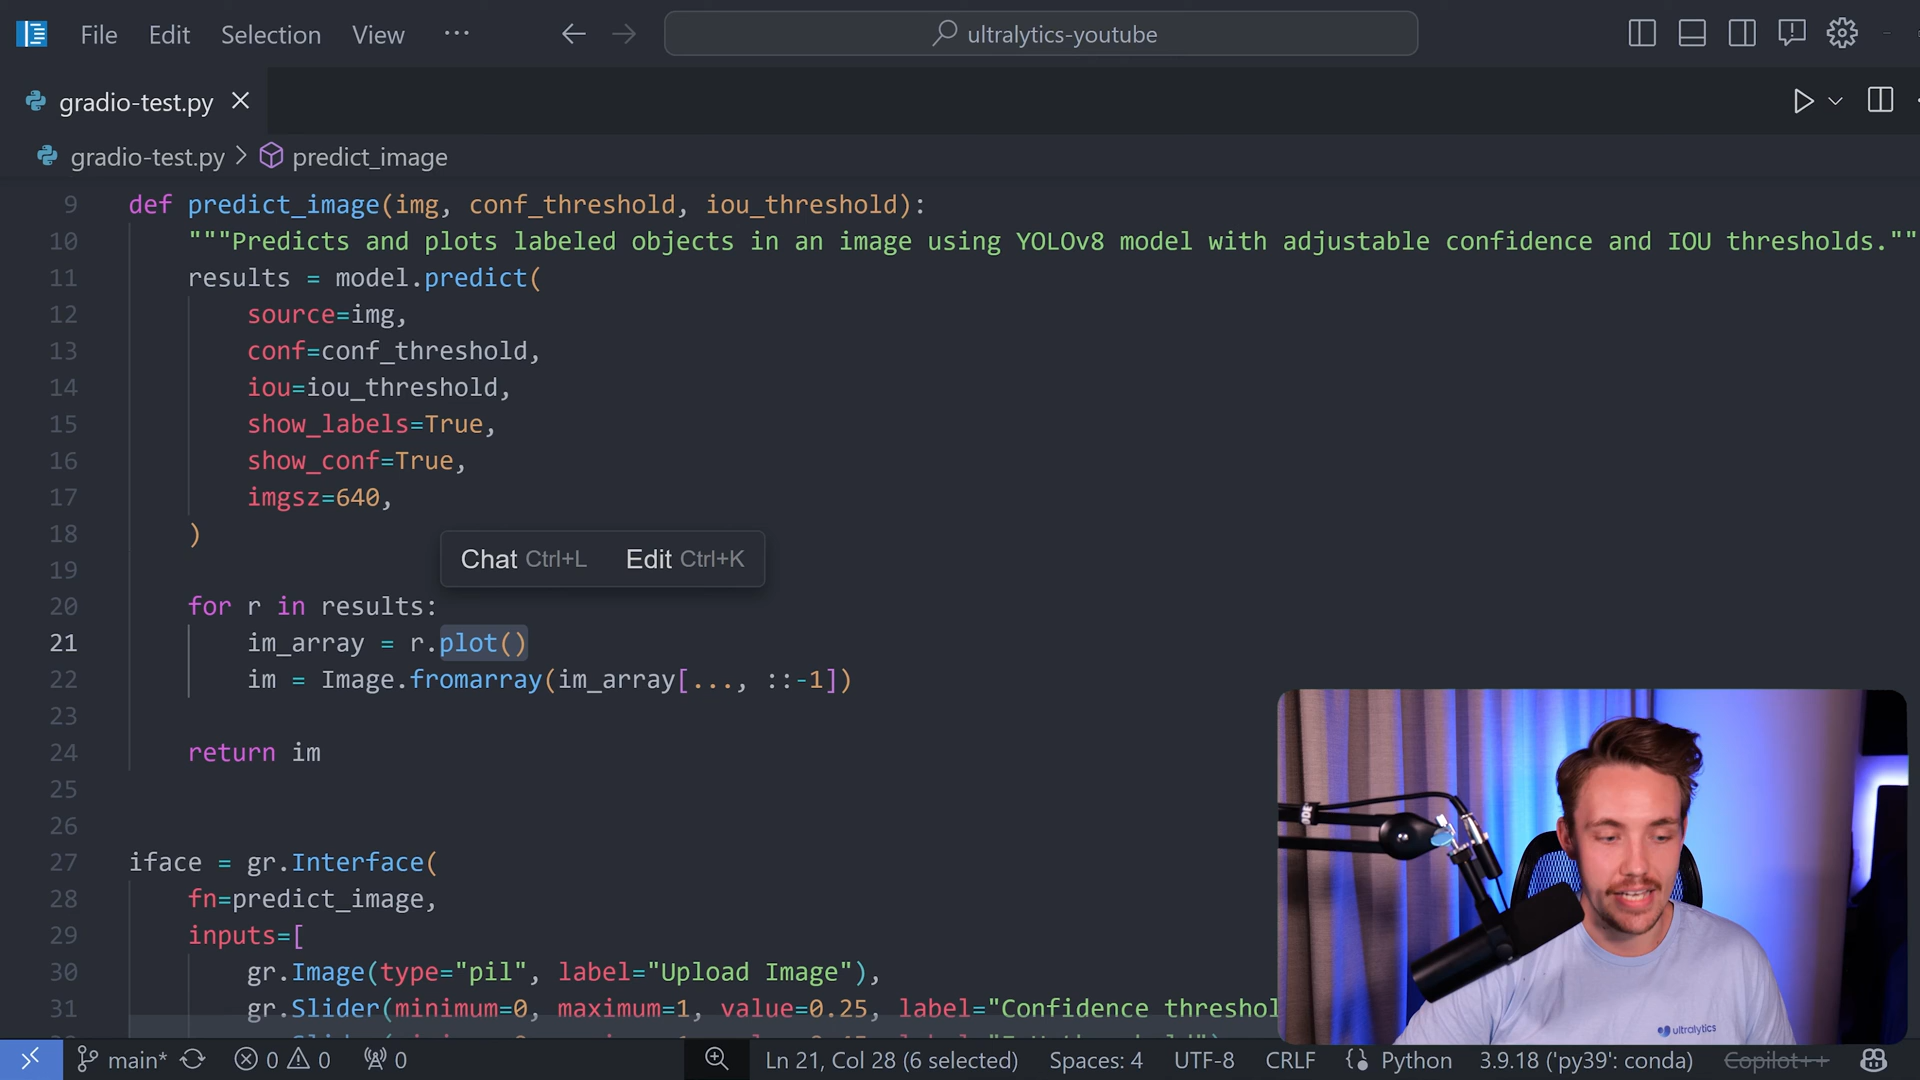 File Edit Selection View ... ultralytics-youtube
gradio-test.py
gradio-test.py > predict_image
9 def predict_image(img, conf_threshold, iou_threshold):
10 """Predicts and plots labeled objects in an image using YOLOv8 model with adjustable confidence and IOU thresholds.""
11 results = model.predict(
12 source=img,
13 conf=conf_threshold,
14 iou=iou_threshold,
15 show_labels=True,
16 show_conf=True,
17 imgsz=640,
18 )
Chat Ctrl+L Edit Ctrl+K
19
20 for r in results:
21 im_array = r.plot()
22 im = Image.fromarray(im_array[..., ::-1])
23
24 return im
25
26
27 iface = gr.Interface(
28 fn=predict_image,
29 inputs=[
30 gr.Image(type="pil", label="Upload Image"),
31 gr.Slider(minimum=0, maximum=1, value=0.25, label="Confidence threshol
ultralytics
main* 0 0 0 Ln 21, Col 28 (6 selected) Spaces: 4 UTF-8 CRLF Python 3.9.18 ('py39': conda) Copilot++